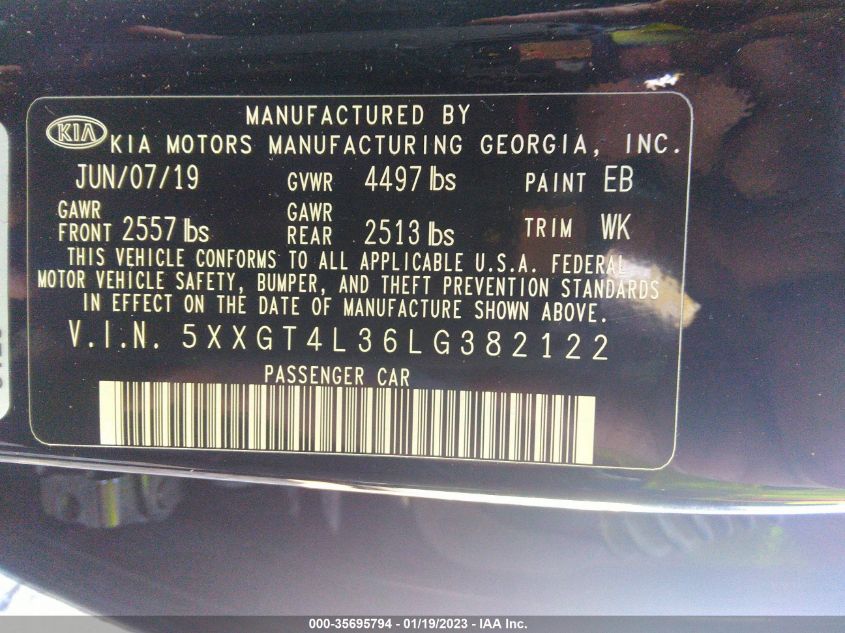 MANUFACTURED BY
KIA KIA MOTORS MANUFACTURING GEORGIA, INC.
JUN/07/19 GVWR 4497 lbs PAINT EB
GAWR FRONT 2557 lbs GAWR REAR 2513 lbs TRIM WK
THIS VEHICLE CONFORMS TO ALL APPLICABLE U.S.A. FEDERAL
MOTOR VEHICLE SAFETY, BUMPER, AND THEFT PREVENTION STANDARDS
IN EFFECT ON THE DATE OF MANUFACTURE SHOWN ABOVE.
V.I.N. 5XXGT4L36LG382122
PASSENGER CAR
000-35695794 - 01/19/2023 - IAA Inc.